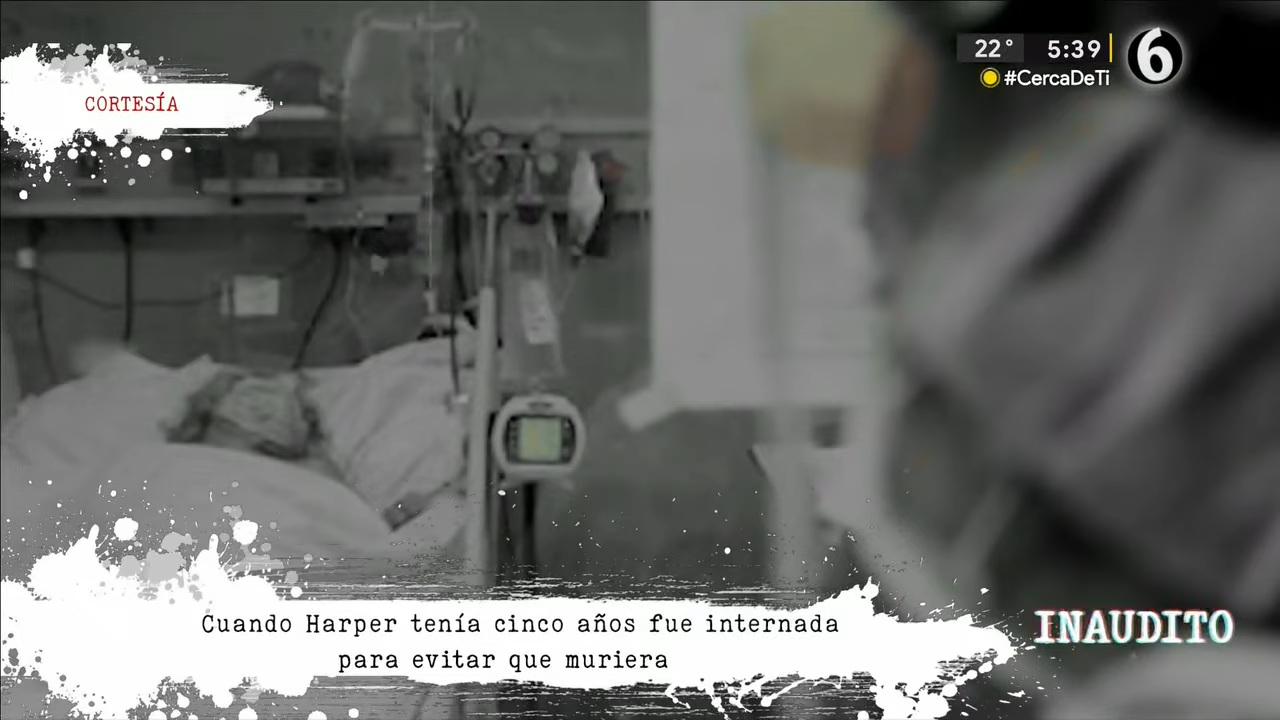 22° 5:39
6
#CercaDeTi
CORTESÍA
Cuando Harper tenía cinco años fue internada
para evitar que muriera
INAUDITO